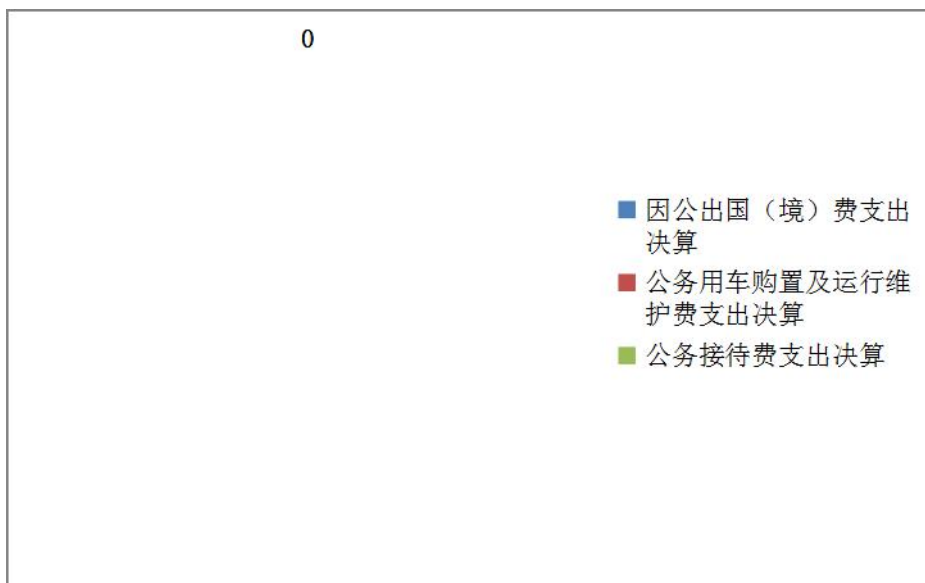 0
因公出国（境）费支出
决算
公务用车购置及运行维
护费支出决算
公务接待费支出决算